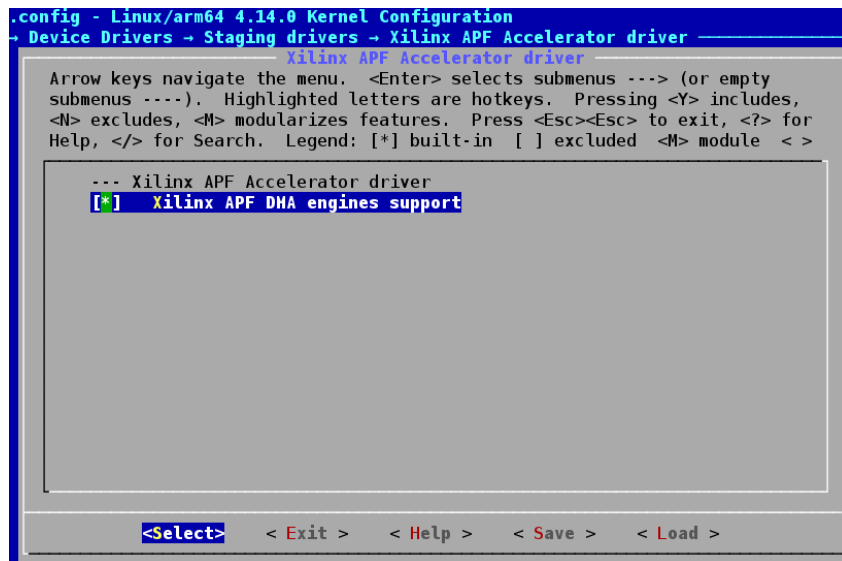 .config - Linux/arm64 4.14.0 Kernel Configuration
→ Device Drivers → Staging drivers → Xilinx APF Accelerator driver
Xilinx APF Accelerator driver
Arrow keys navigate the menu.  <Enter> selects submenus ---> (or empty
submenus ----).  Highlighted letters are hotkeys.  Pressing <Y> includes,
<N> excludes, <M> modularizes features.  Press <Esc><Esc> to exit, <?> for
Help, </> for Search.  Legend: [*] built-in  [ ] excluded  <M> module  < >
--- Xilinx APF Accelerator driver
[*]   Xilinx APF DMA engines support
<Select>    < Exit >    < Help >    < Save >    < Load >